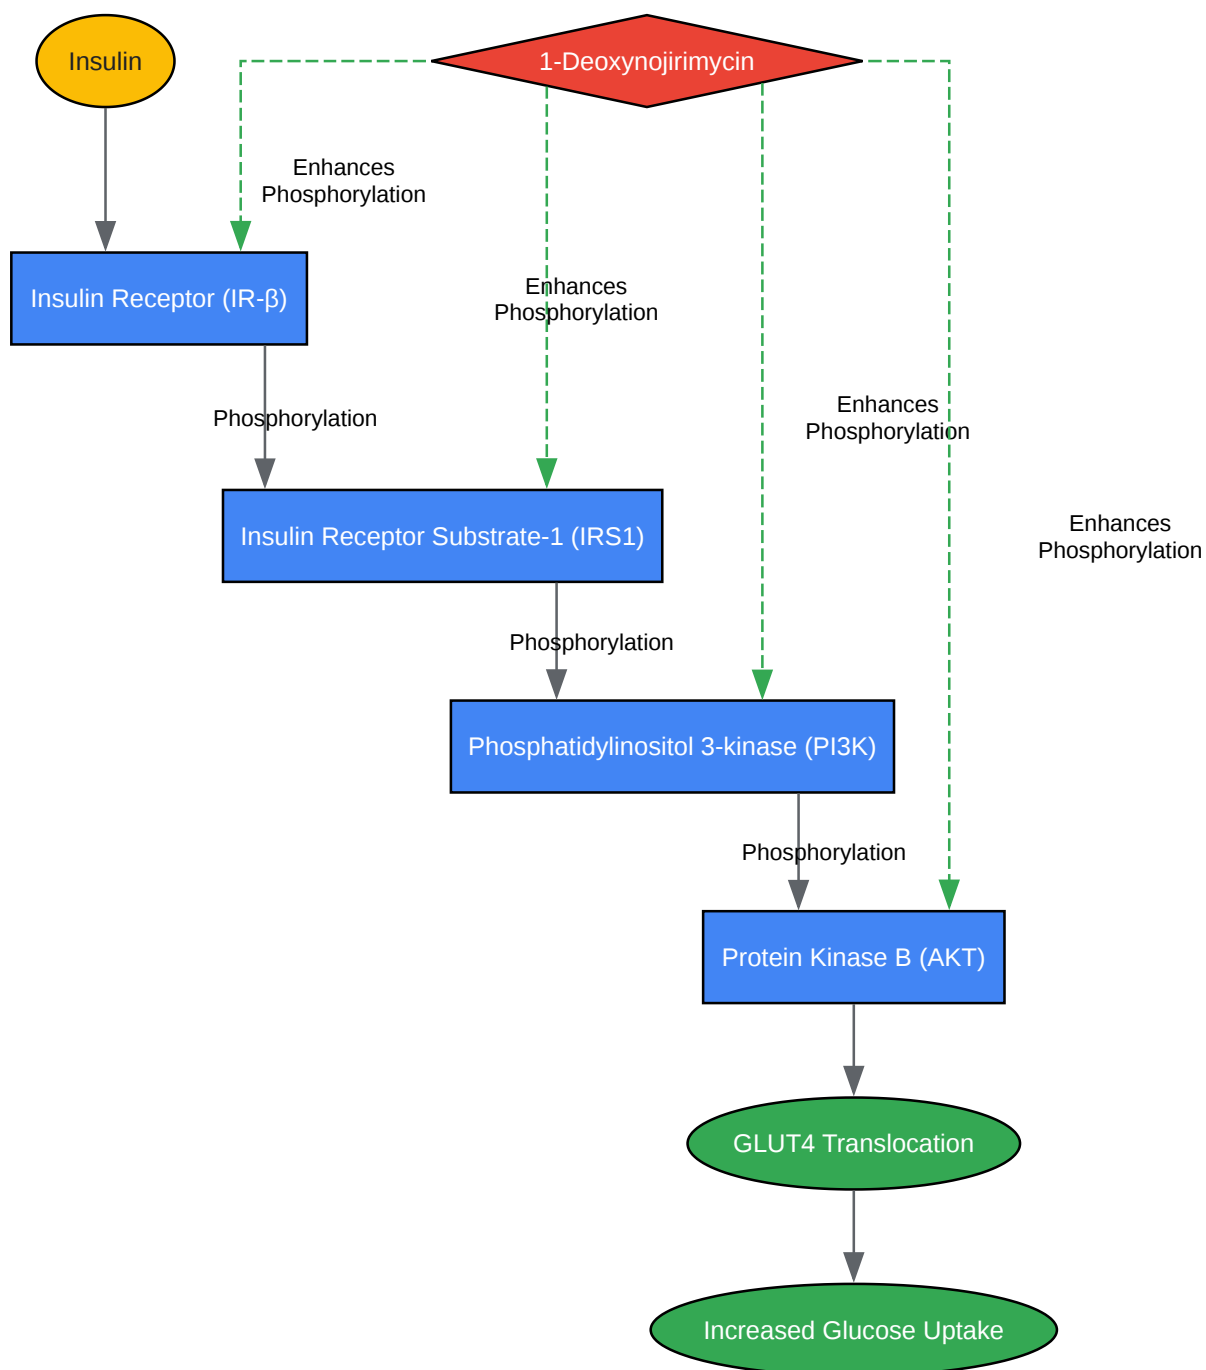 Insulin
1-Deoxynojirimycin
Enhances
Phosphorylation
Enhances
Phosphorylation
Insulin Receptor (IR-β)
Enhances
Phosphorylation
Phosphorylation
Enhances
Phosphorylation
Insulin Receptor Substrate-1 (IRS1)
Phosphorylation
Phosphatidylinositol 3-kinase (PI3K)
Phosphorylation
Protein Kinase B (AKT)
GLUT4 Translocation
Increased Glucose Uptake